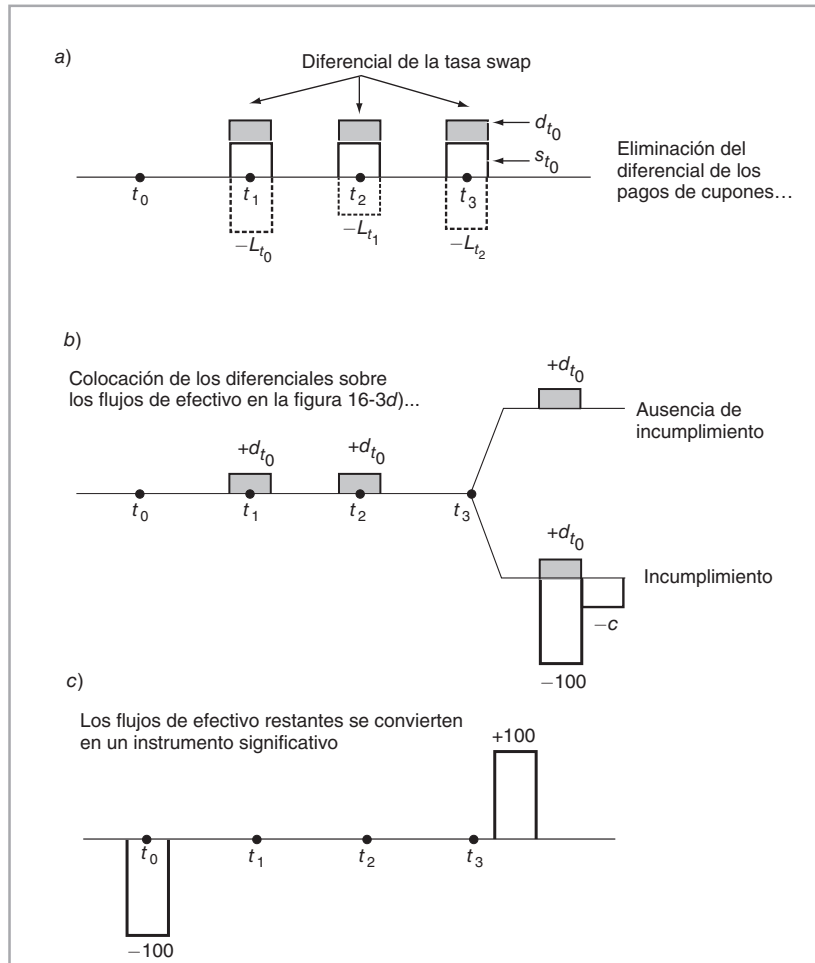 a)
Diferencial de la tasa swap
d_{t_0}
s_{t_0}
Eliminación del
diferencial de los
pagos de cupones…
t_0 t_1 t_2 t_3
−L_{t_0} −L_{t_1} −L_{t_2}
b)
Colocación de los diferenciales sobre
los flujos de efectivo en la figura 16-3d)...
+d_{t_0}
Ausencia de
incumplimiento
+d_{t_0} +d_{t_0}
t_0 t_1 t_2 t_3
+d_{t_0}
Incumplimiento
−c
−100
c)
Los flujos de efectivo restantes se convierten
en un instrumento significativo
+100
t_0 t_1 t_2 t_3
−100